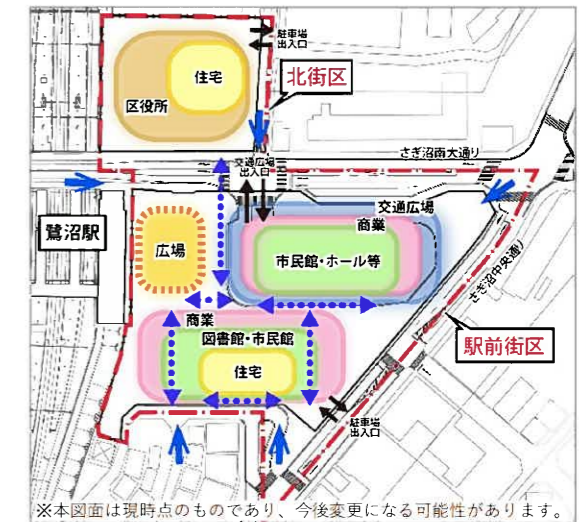 駐車場
出入口
北街区
住宅
区役所
さぎ沼南大通り
交通広場
出入口
交通広場
商業
鷺沼駅
広場
市民館・ホール等
さぎ沼中央通り
商業
図書館・市民館
住宅
駅前街区
駐車場
出入口
※本図面は現時点のものであり、今後変更になる可能性があります。